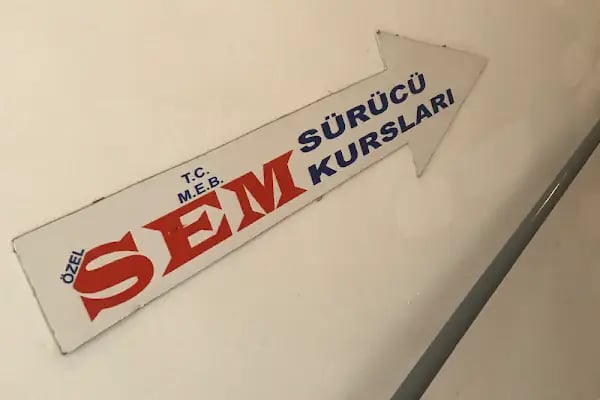 T.C.
M.E.B.
ÖZEL
SEM
SÜRÜCÜ
KURSLARI